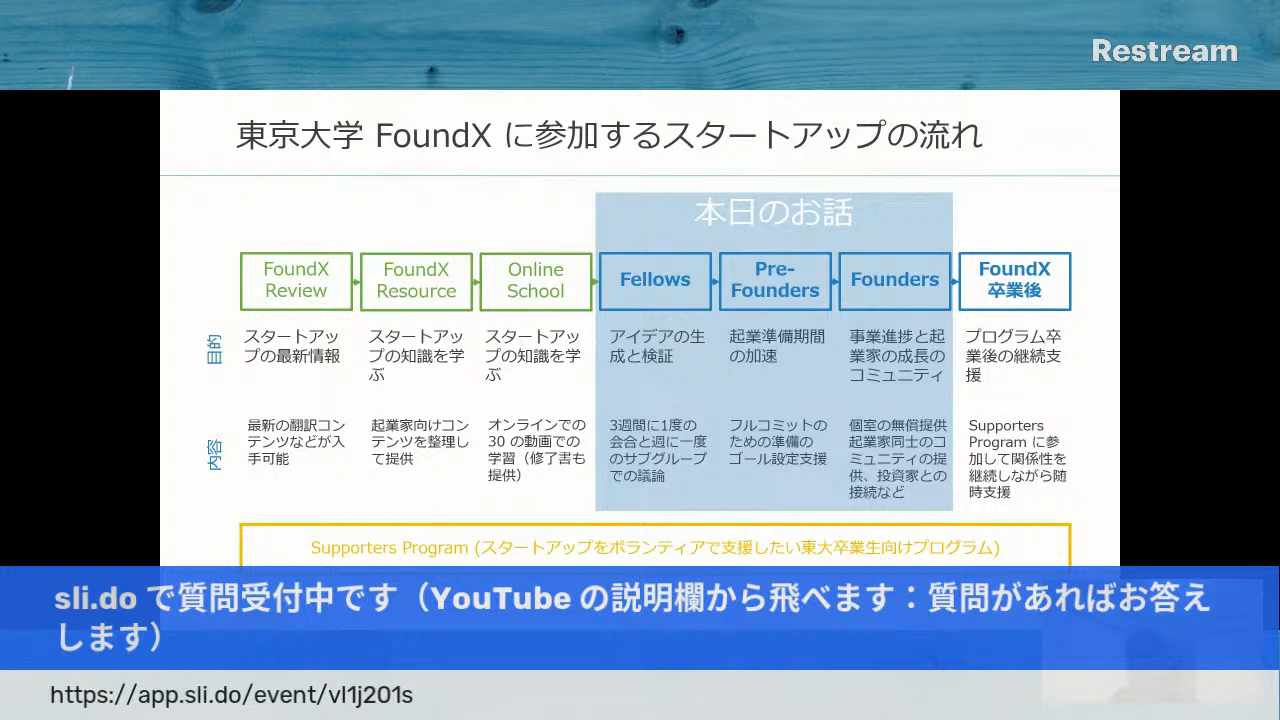 Restream
東京大学 FoundX に参加するスタートアップの流れ
本日のお話
FoundX
Review
FoundX
Resource
Online
School
Fellows
Pre-
Founders
Founders
FoundX
卒業後
目的
スタートアッ
プの最新情報
スタートアッ
プの知識を学
ぶ
スタートアッ
プの知識を学
ぶ
アイデアの生
成と検証
起業準備期間
の加速
事業進捗と起
業家の成長の
コミュニティ
プログラム卒
業後の継続支
援
内容
最新の翻訳コン
テンツなどが入
手可能
起業家向けコン
テンツを整理し
て提供
オンラインでの
30 の動画での
学習（修了書も
提供）
3週間に1度の
会合と週に一度
のサブグループ
での議論
フルコミットの
ための準備の
ゴール設定支援
個室の無償提供
起業家同士のコ
ミュニティの提
供、投資家との
接続など
Supporters
Program に参
加して関係性を
継続しながら随
時支援
Supporters Program (スタートアップをボランティアで支援したい東大卒業生向けプログラム)
sli.do で質問受付中です（YouTube の説明欄から飛べます：質問があればお答え
します）
https://app.sli.do/event/vl1j201s